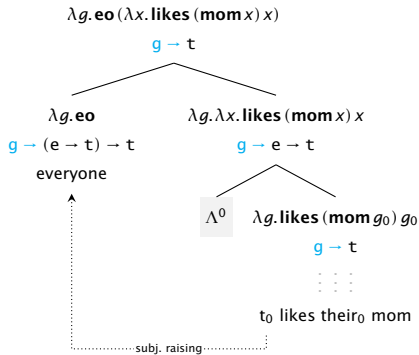 λg.eo(λx.likes(mom x) x)
g → t
λg.eo
λg.λx.likes(mom x) x
g → (e → t) → t
g → e → t
everyone
Λ⁰
λg.likes(mom g₀) g₀
g → t
t₀ likes their₀ mom
subj. raising